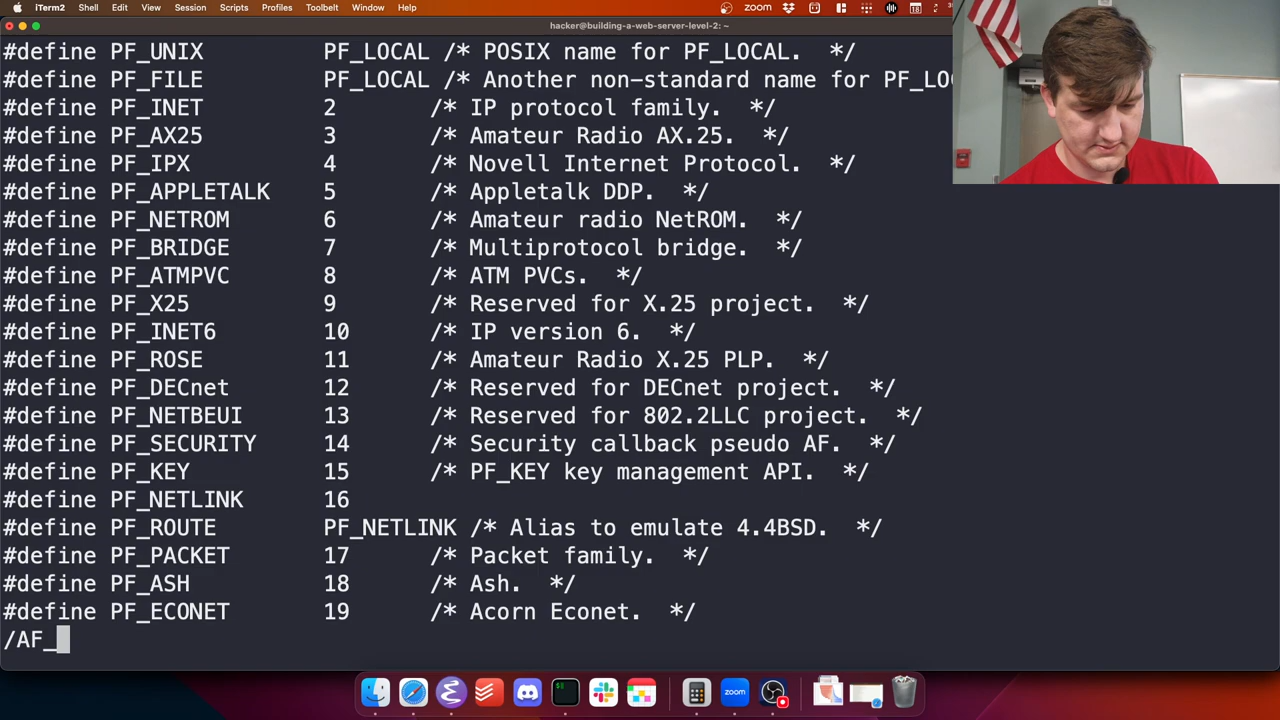 iTerm2 Shell Edit View Session Scripts Profiles Toolbelt Window Help zoom
hacker@building-a-web-server-level-2: ~
#define PF_UNIX PF_LOCAL /* POSIX name for PF_LOCAL. */
#define PF_FILE PF_LOCAL /* Another non-standard name for PF_LO
#define PF_INET 2 /* IP protocol family. */
#define PF_AX25 3 /* Amateur Radio AX.25. */
#define PF_IPX 4 /* Novell Internet Protocol. */
#define PF_APPLETALK 5 /* Appletalk DDP. */
#define PF_NETROM 6 /* Amateur radio NetROM. */
#define PF_BRIDGE 7 /* Multiprotocol bridge. */
#define PF_ATMPVC 8 /* ATM PVCs. */
#define PF_X25 9 /* Reserved for X.25 project. */
#define PF_INET6 10 /* IP version 6. */
#define PF_ROSE 11 /* Amateur Radio X.25 PLP. */
#define PF_DECnet 12 /* Reserved for DECnet project. */
#define PF_NETBEUI 13 /* Reserved for 802.2LLC project. */
#define PF_SECURITY 14 /* Security callback pseudo AF. */
#define PF_KEY 15 /* PF_KEY key management API. */
#define PF_NETLINK 16
#define PF_ROUTE PF_NETLINK /* Alias to emulate 4.4BSD. */
#define PF_PACKET 17 /* Packet family. */
#define PF_ASH 18 /* Ash. */
#define PF_ECONET 19 /* Acorn Econet. */
/AF_
zoom